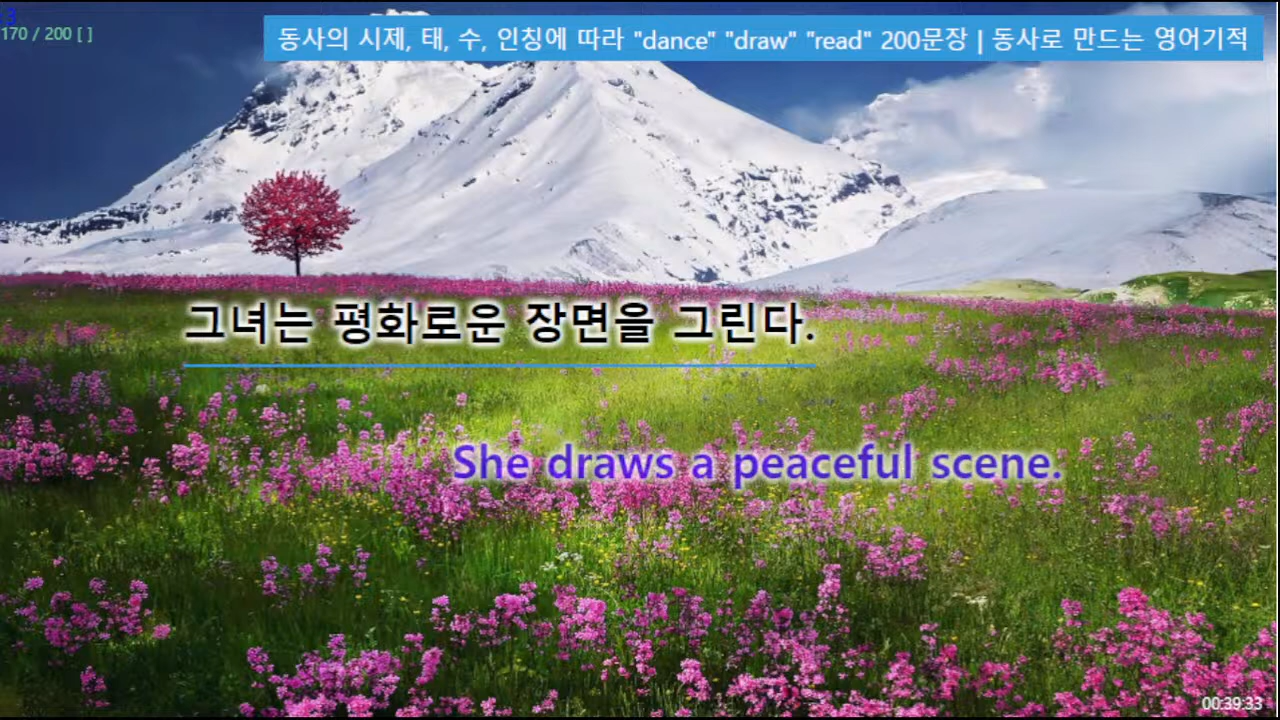 3
170 / 200 [ ]
동사의 시제, 태, 수, 인칭에 따라 "dance" "draw" "read" 200문장 | 동사로 만드는 영어기적
그녀는 평화로운 장면을 그린다.
She draws a peaceful scene.
00:39:33